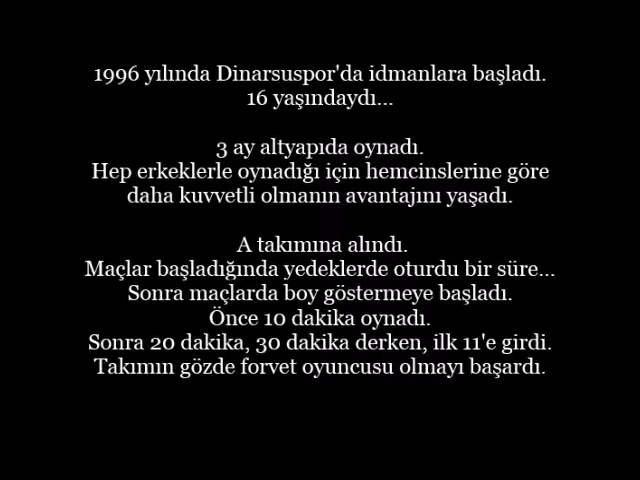 1996 yılında Dinarsuspor'da idmanlara başladı.
16 yaşındaydı...
3 ay altyapıda oynadı.
Hep erkeklerle oynadığı için hemcinslerine göre
daha kuvvetli olmanın avantajını yaşadı.
A takımına alındı.
Maçlar başladığında yedeklerde oturdu bir süre...
Sonra maçlarda boy göstermeye başladı.
Önce 10 dakika oynadı.
Sonra 20 dakika, 30 dakika derken, ilk 11'e girdi.
Takımın gözde forvet oyuncusu olmayı başardı.